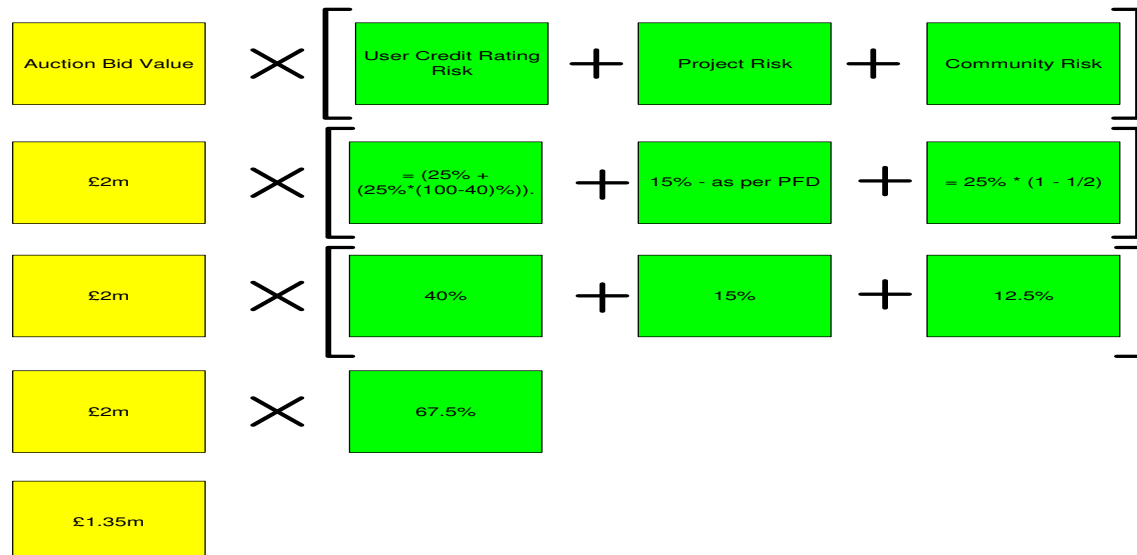 Auction Bid Value × [ User Credit Rating Risk + Project Risk + Community Risk ]
£2m × [ = (25% + (25%*(100-40)%)). + 15% - as per PFD + = 25% * (1 - 1/2) ]
£2m × [ 40% + 15% + 12.5% ]
£2m × 67.5%
£1.35m